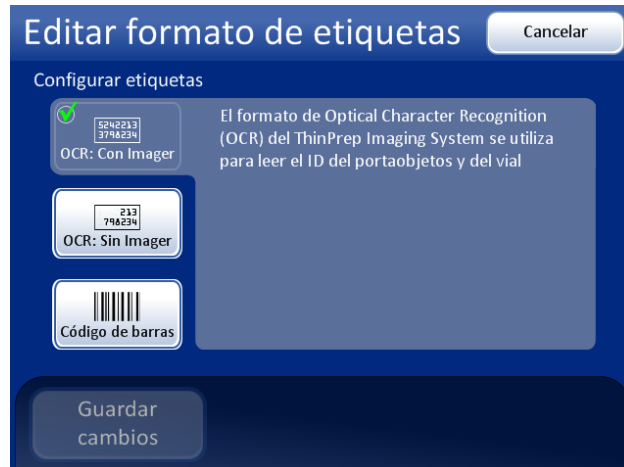 Editar formato de etiquetas
Cancelar
Configurar etiquetas
5242213
3798234
OCR: Con Imager
El formato de Optical Character Recognition
(OCR) del ThinPrep Imaging System se utiliza
para leer el ID del portaobjetos y del vial
213
798234
OCR: Sin Imager
Código de barras
Guardar
cambios